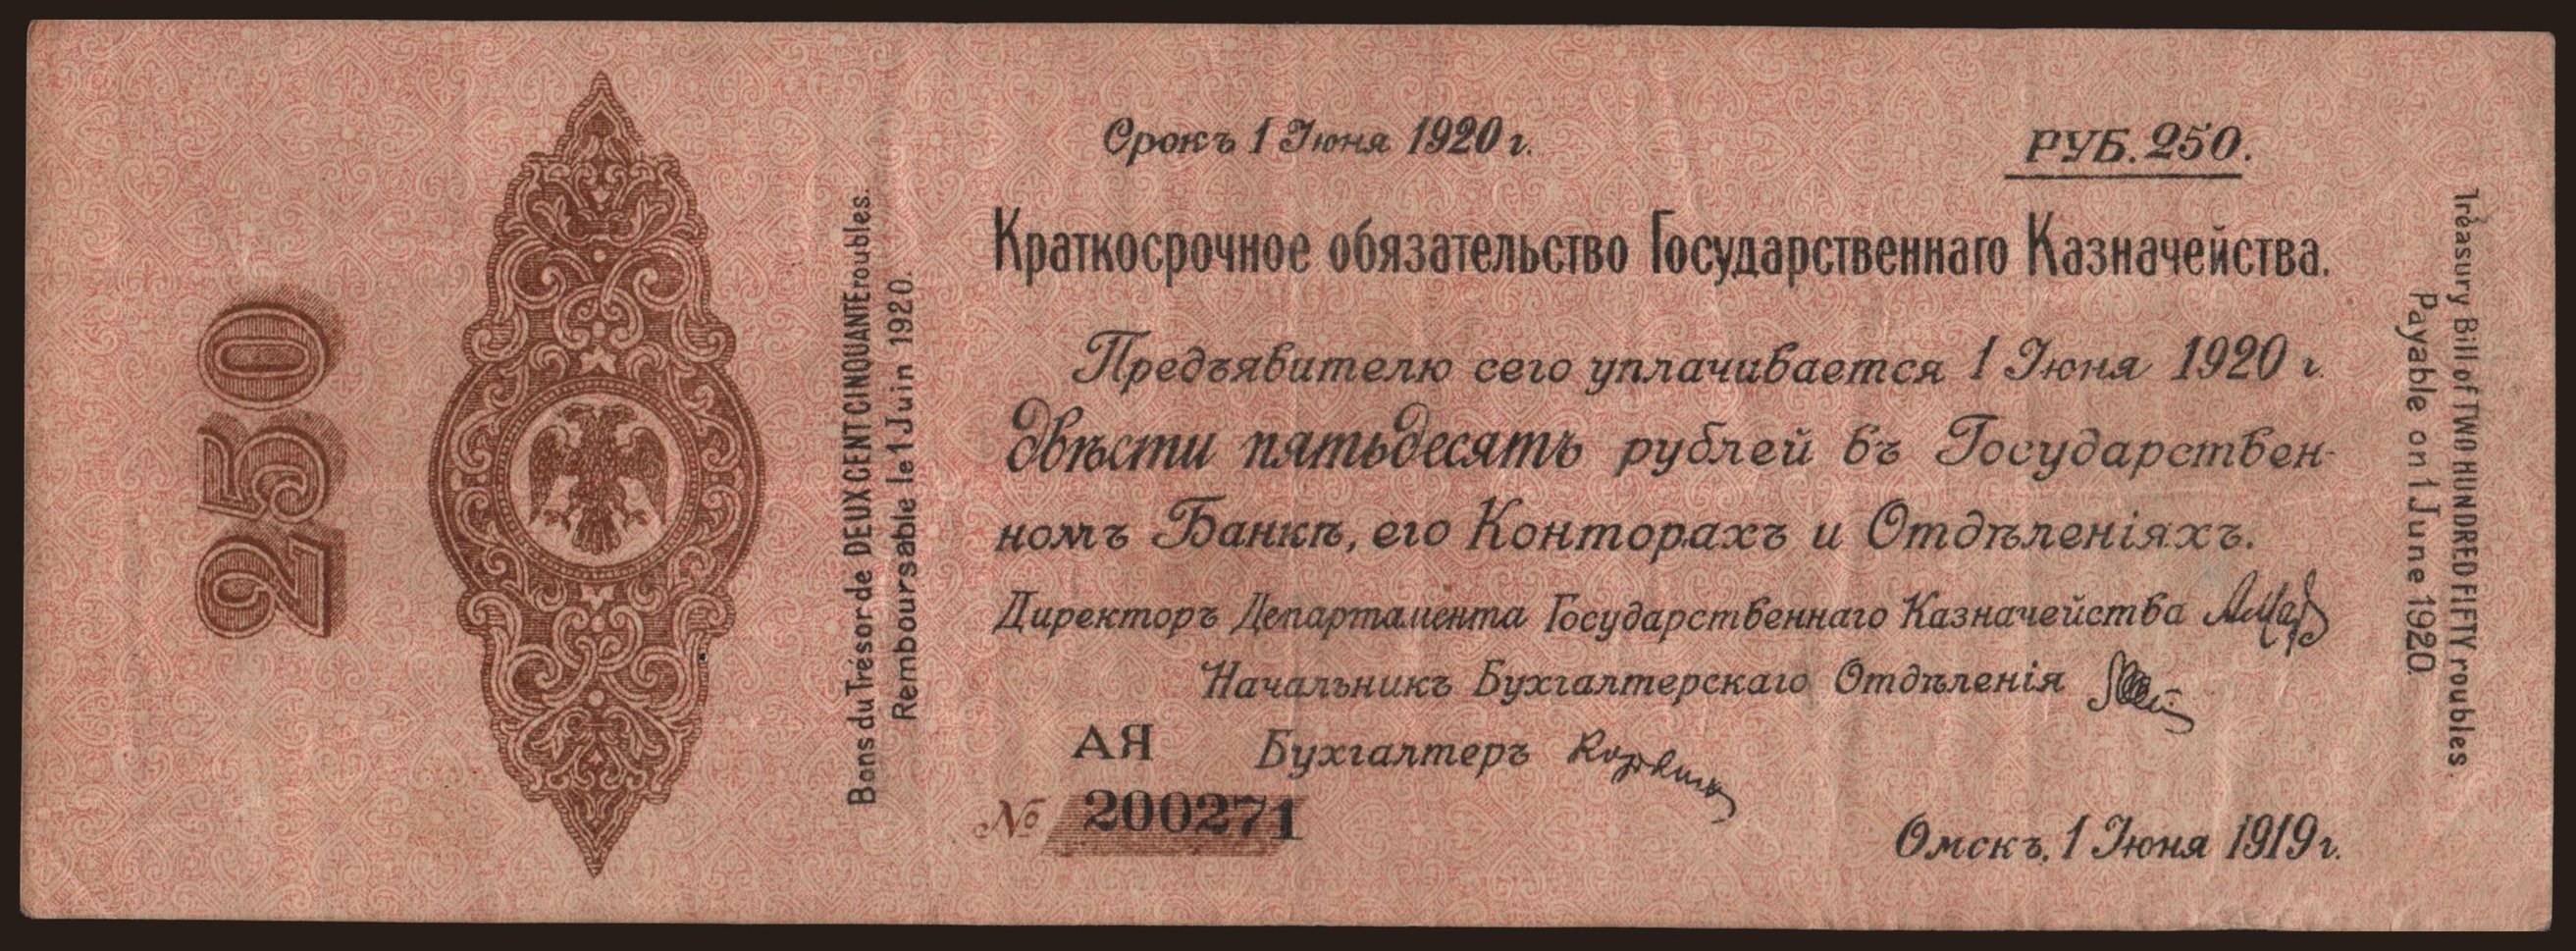 250
Bons du Trésor de DEUX CENT CINQUANTE roubles.
Remboursable le 1 Juin 1920.
Срокъ 1 Июня 1920 г.
РУБ. 250.
Краткосрочное обязательство Государственнаго Казначейства.
Предъявителю сего уплачивается 1 Июня 1920 г.
двѣсти пятьдесятъ рублей въ Государствен-
номъ Банкѣ, его Конторахъ и Отдѣленіяхъ.
Директоръ Департамента Государственнаго Казначейства
Начальникъ Бухгалтерскаго Отдѣленія
АЯ Бухгалтеръ
№ 200271
Омскъ, 1 Июня 1919 г.
Treasury Bill of TWO HUNDRED FIFTY roubles.
Payable on 1 June 1920.